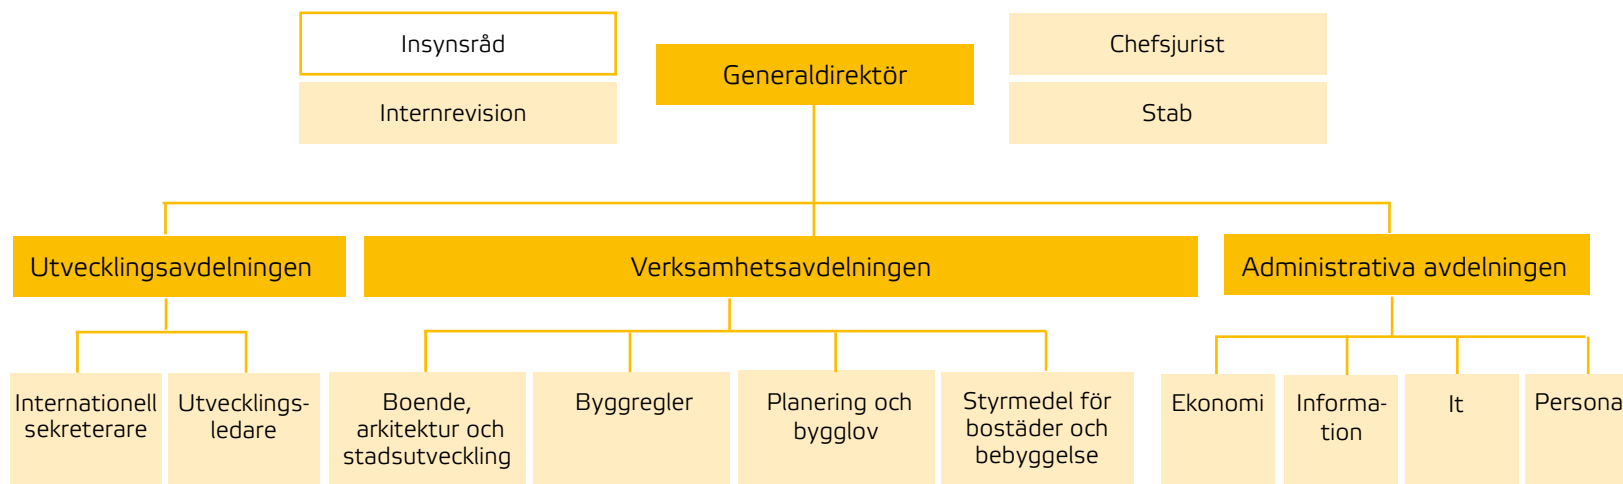 Insynsråd
Generaldirektör
Chefsjurist
Internrevision
Stab
Utvecklingsavdelningen
Verksamhetsavdelningen
Administrativa avdelningen
Internationell
sekreterare
Utvecklings-
ledare
Boende,
arkitektur och
stadsutveckling
Byggregler
Planering och
bygglov
Styrmedel för
bostäder och
bebyggelse
Ekonomi
Informa-
tion
It
Persona